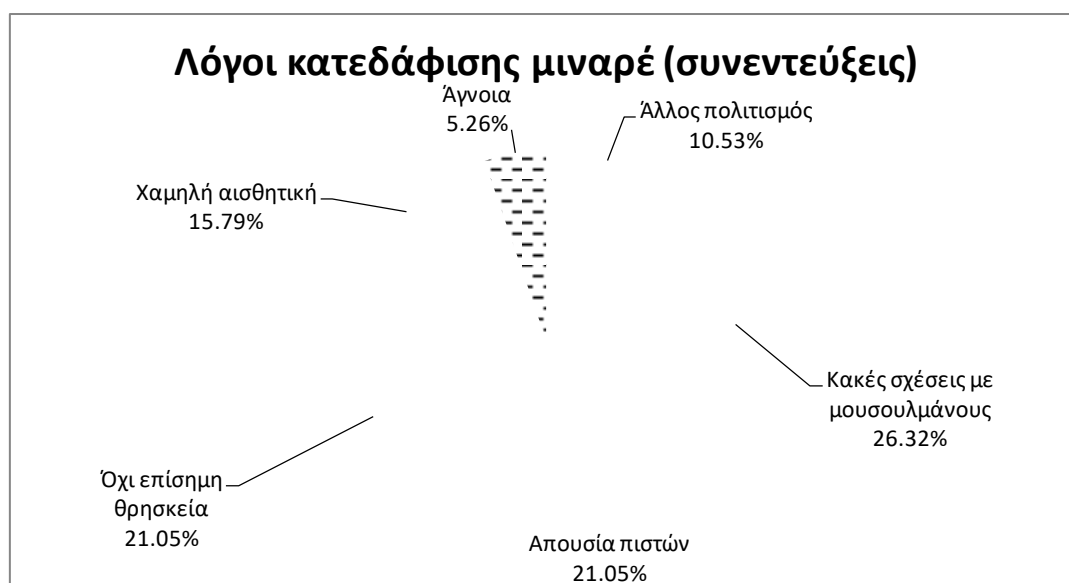 Λόγοι κατεδάφισης μιναρέ (συνεντεύξεις)
Άγνοια
5.26%
Άλλος πολιτισμός
10.53%
Χαμηλή αισθητική
15.79%
Κακές σχέσεις με
μουσουλμάνους
26.32%
Όχι επίσημη
θρησκεία
21.05%
Απουσία πιστών
21.05%